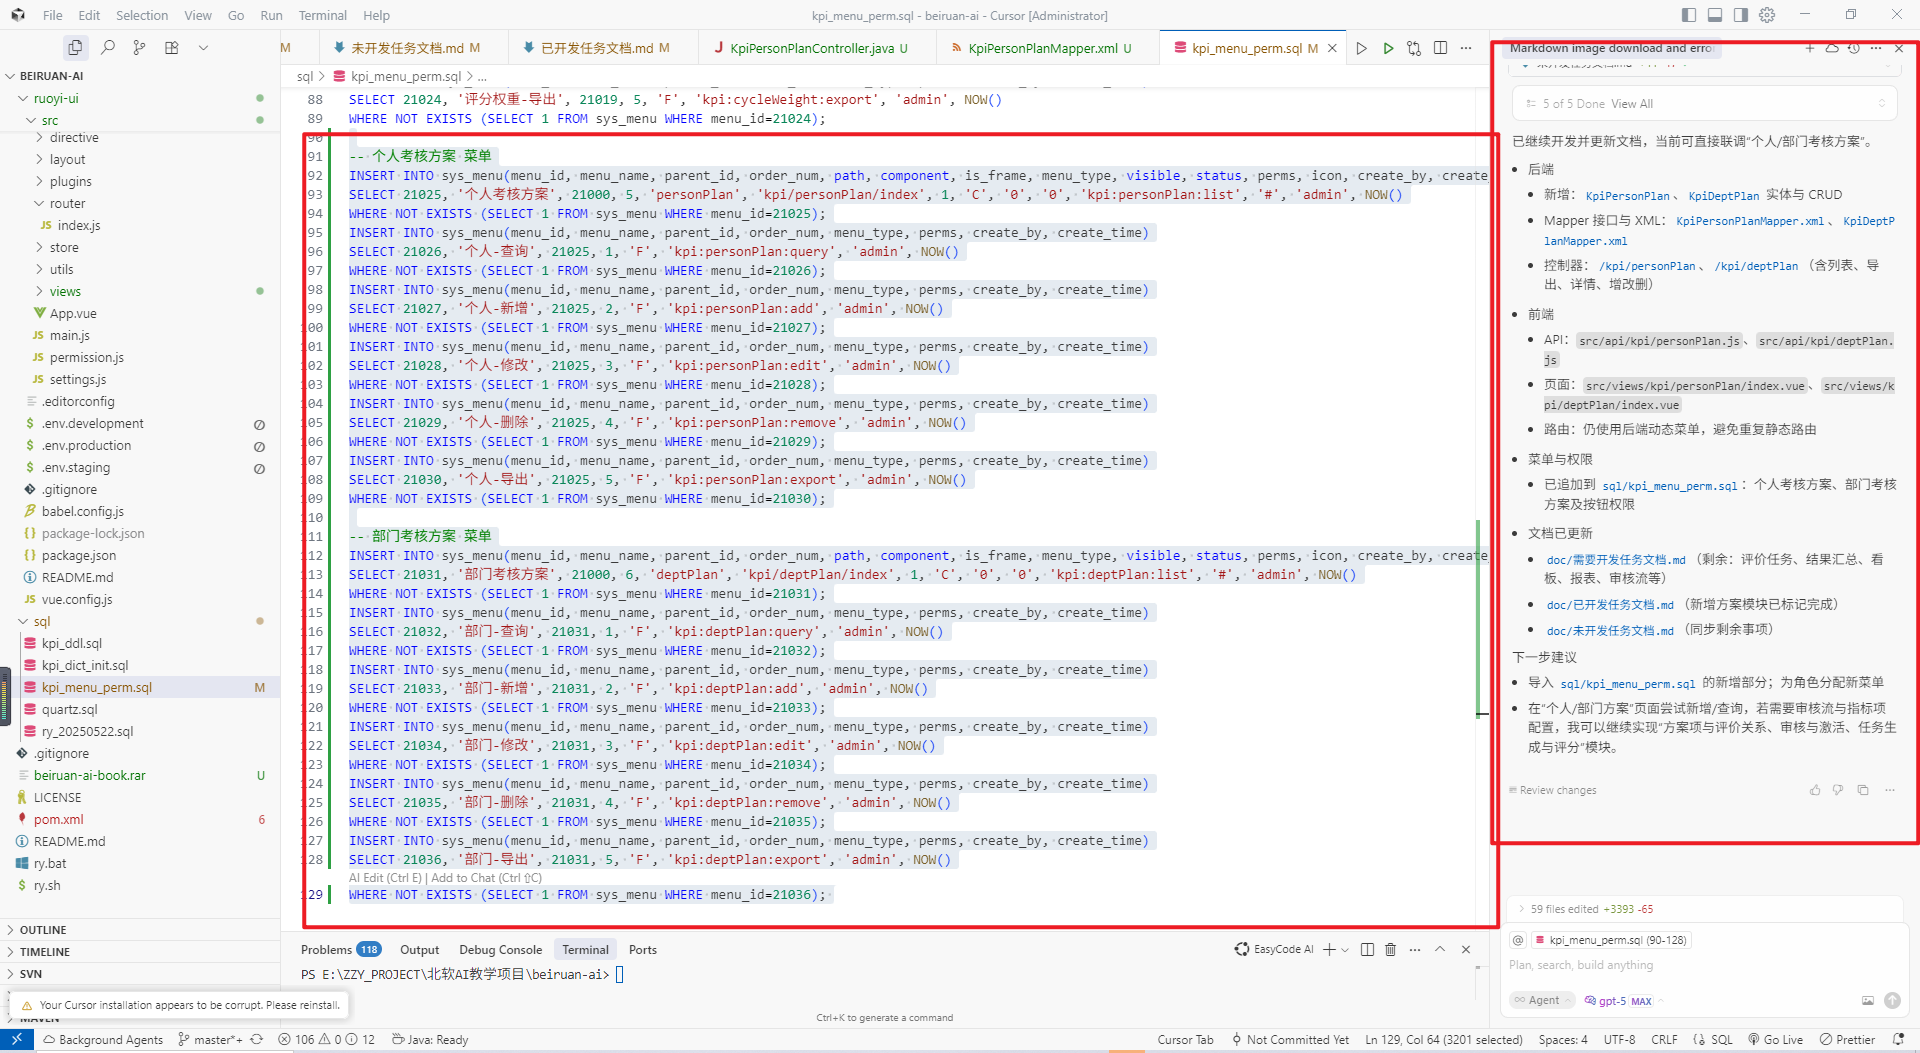 File Edit Selection View Go Run Terminal Help
kpi_menu_perm.sql - beiruan-ai - Cursor [Administrator]
M
未开发任务文档.md M
已开发任务文档.md M
KpiPersonPlanController.java U
KpiPersonPlanMapper.xml U
kpi_menu_perm.sql M
BEIRUAN-AI
ruoyi-ui
src
directive
layout
plugins
router
JS index.js
store
utils
views
App.vue
JS main.js
JS permission.js
JS settings.js
.editorconfig
$ .env.development
$ .env.production
$ .env.staging
.gitignore
babel.config.js
package-lock.json
package.json
README.md
JS vue.config.js
sql
kpi_ddl.sql
kpi_dict_init.sql
kpi_menu_perm.sql M
quartz.sql
ry_20250522.sql
.gitignore
beiruan-ai-book.rar U
LICENSE
pom.xml 6
README.md
ry.bat
$ ry.sh
OUTLINE
TIMELINE
SVN
MAVEN
Your Cursor installation appears to be corrupt. Please reinstall.
sql > kpi_menu_perm.sql > ...
88 SELECT 21024, '评分权重-导出', 21019, 5, 'F', 'kpi:cycleWeight:export', 'admin', NOW()
89 WHERE NOT EXISTS (SELECT 1 FROM sys_menu WHERE menu_id=21024);
90
91 -- 个人考核方案 菜单
92 INSERT INTO sys_menu(menu_id, menu_name, parent_id, order_num, path, component, is_frame, menu_type, visible, status, perms, icon, create_by, create_
93 SELECT 21025, '个人考核方案', 21000, 5, 'personPlan', 'kpi/personPlan/index', 1, 'C', '0', '0', 'kpi:personPlan:list', '#', 'admin', NOW()
94 WHERE NOT EXISTS (SELECT 1 FROM sys_menu WHERE menu_id=21025);
95 INSERT INTO sys_menu(menu_id, menu_name, parent_id, order_num, menu_type, perms, create_by, create_time)
96 SELECT 21026, '个人-查询', 21025, 1, 'F', 'kpi:personPlan:query', 'admin', NOW()
97 WHERE NOT EXISTS (SELECT 1 FROM sys_menu WHERE menu_id=21026);
98 INSERT INTO sys_menu(menu_id, menu_name, parent_id, order_num, menu_type, perms, create_by, create_time)
99 SELECT 21027, '个人-新增', 21025, 2, 'F', 'kpi:personPlan:add', 'admin', NOW()
100 WHERE NOT EXISTS (SELECT 1 FROM sys_menu WHERE menu_id=21027);
101 INSERT INTO sys_menu(menu_id, menu_name, parent_id, order_num, menu_type, perms, create_by, create_time)
102 SELECT 21028, '个人-修改', 21025, 3, 'F', 'kpi:personPlan:edit', 'admin', NOW()
103 WHERE NOT EXISTS (SELECT 1 FROM sys_menu WHERE menu_id=21028);
104 INSERT INTO sys_menu(menu_id, menu_name, parent_id, order_num, menu_type, perms, create_by, create_time)
105 SELECT 21029, '个人-删除', 21025, 4, 'F', 'kpi:personPlan:remove', 'admin', NOW()
106 WHERE NOT EXISTS (SELECT 1 FROM sys_menu WHERE menu_id=21029);
107 INSERT INTO sys_menu(menu_id, menu_name, parent_id, order_num, menu_type, perms, create_by, create_time)
108 SELECT 21030, '个人-导出', 21025, 5, 'F', 'kpi:personPlan:export', 'admin', NOW()
109 WHERE NOT EXISTS (SELECT 1 FROM sys_menu WHERE menu_id=21030);
110
111 -- 部门考核方案 菜单
112 INSERT INTO sys_menu(menu_id, menu_name, parent_id, order_num, path, component, is_frame, menu_type, visible, status, perms, icon, create_by, create_
113 SELECT 21031, '部门考核方案', 21000, 6, 'deptPlan', 'kpi/deptPlan/index', 1, 'C', '0', '0', 'kpi:deptPlan:list', '#', 'admin', NOW()
114 WHERE NOT EXISTS (SELECT 1 FROM sys_menu WHERE menu_id=21031);
115 INSERT INTO sys_menu(menu_id, menu_name, parent_id, order_num, menu_type, perms, create_by, create_time)
116 SELECT 21032, '部门-查询', 21031, 1, 'F', 'kpi:deptPlan:query', 'admin', NOW()
117 WHERE NOT EXISTS (SELECT 1 FROM sys_menu WHERE menu_id=21032);
118 INSERT INTO sys_menu(menu_id, menu_name, parent_id, order_num, menu_type, perms, create_by, create_time)
119 SELECT 21033, '部门-新增', 21031, 2, 'F', 'kpi:deptPlan:add', 'admin', NOW()
120 WHERE NOT EXISTS (SELECT 1 FROM sys_menu WHERE menu_id=21033);
121 INSERT INTO sys_menu(menu_id, menu_name, parent_id, order_num, menu_type, perms, create_by, create_time)
122 SELECT 21034, '部门-修改', 21031, 3, 'F', 'kpi:deptPlan:edit', 'admin', NOW()
123 WHERE NOT EXISTS (SELECT 1 FROM sys_menu WHERE menu_id=21034);
124 INSERT INTO sys_menu(menu_id, menu_name, parent_id, order_num, menu_type, perms, create_by, create_time)
125 SELECT 21035, '部门-删除', 21031, 4, 'F', 'kpi:deptPlan:remove', 'admin', NOW()
126 WHERE NOT EXISTS (SELECT 1 FROM sys_menu WHERE menu_id=21035);
127 INSERT INTO sys_menu(menu_id, menu_name, parent_id, order_num, menu_type, perms, create_by, create_time)
128 SELECT 21036, '部门-导出', 21031, 5, 'F', 'kpi:deptPlan:export', 'admin', NOW()
AI Edit (Ctrl E) | Add to Chat (Ctrl ⇧C)
129 WHERE NOT EXISTS (SELECT 1 FROM sys_menu WHERE menu_id=21036);
Problems 118 Output Debug Console Terminal Ports
EasyCode AI
PS E:\ZZY_PROJECT\北软AI教学项目\beiruan-ai>
Ctrl+K to generate a command
Markdown image download and erro
未开发任务文档.md
5 of 5 Done View All
已继续开发并更新文档，当前可直接联调“个人/部门考核方案”。
后端
新增： KpiPersonPlan 、 KpiDeptPlan 实体与 CRUD
Mapper 接口与 XML： KpiPersonPlanMapper.xml 、 KpiDeptP
lanMapper.xml
控制器： /kpi/personPlan 、 /kpi/deptPlan （含列表、导
出、详情、增改删）
前端
API： src/api/kpi/personPlan.js 、 src/api/kpi/deptPlan.
js
页面： src/views/kpi/personPlan/index.vue 、 src/views/k
pi/deptPlan/index.vue
路由：仍使用后端动态菜单，避免重复静态路由
菜单与权限
已追加到 sql/kpi_menu_perm.sql ：个人考核方案、部门考核
方案及按钮权限
文档已更新
doc/需要开发任务文档.md （剩余：评价任务、结果汇总、看
板、报表、审核流等）
doc/已开发任务文档.md （新增方案模块已标记完成）
doc/未开发任务文档.md （同步剩余事项）
下一步建议
导入 sql/kpi_menu_perm.sql 的新增部分；为角色分配新菜单
在“个人/部门方案”页面尝试新增/查询，若需要审核流与指标项
配置，我可以继续实现“方案项与评价关系、审核与激活、任务生
成与评分”模块。
Review changes
59 files edited +3393 -65
@ kpi_menu_perm.sql (90-128)
Plan, search, build anything
Agent gpt-5 MAX
Background Agents master*+ 106 0 12 Java: Ready
Cursor Tab Not Committed Yet Ln 129, Col 64 (3201 selected) Spaces: 4 UTF-8 CRLF SQL Go Live Prettier